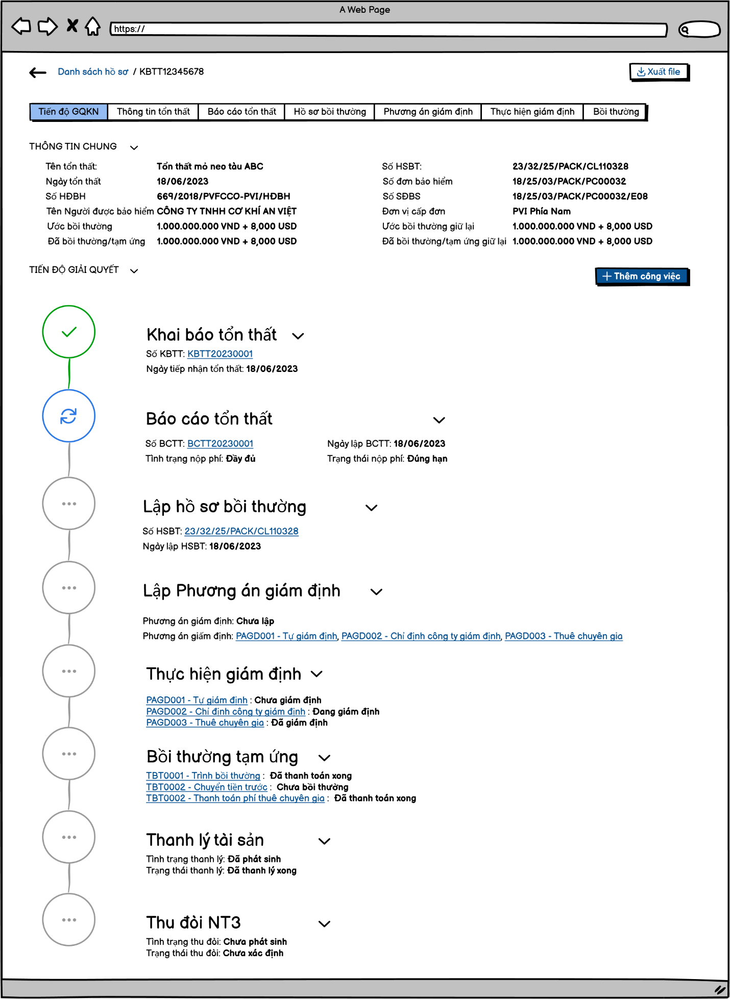 A Web Page
https://
Danh sách hồ sơ / KBTT12345678
Xuất file
Tiến độ GQKN
Thông tin tổn thất
Báo cáo tổn thất
Hồ sơ bồi thường
Phương án giám định
Thực hiện giám định
Bồi thường
THÔNG TIN CHUNG
Tên tổn thất: Tổn thất mỏ neo tàu ABC
Số HSBT: 23/32/25/PACK/CL110328
Ngày tổn thất 18/06/2023
Số đơn bảo hiểm 18/25/03/PACK/PC00032
Số HĐBH 669/2018/PVFCCO-PVI/HĐBH
Số SĐBS 18/25/03/PACK/PC00032/E08
Tên Người được bảo hiểm CÔNG TY TNHH CƠ KHÍ AN VIỆT
Đơn vị cấp đơn PVI Phía Nam
Ước bồi thường 1.000.000.000 VND + 8,000 USD
Ước bồi thường giữ lại 1.000.000.000 VND + 8,000 USD
Đã bồi thường/tạm ứng 1.000.000.000 VND + 8,000 USD
Đã bồi thường/tạm ứng giữ lại 1.000.000.000 VND + 8,000 USD
TIẾN ĐỘ GIẢI QUYẾT
Thêm công việc
Khai báo tổn thất
Số KBTT: KBTT20230001
Ngày tiếp nhận tổn thất: 18/06/2023
Báo cáo tổn thất
Số BCTT: BCTT20230001
Ngày lập BCTT: 18/06/2023
Tình trạng nộp phí: Đầy đủ
Trạng thái nộp phí: Đúng hạn
Lập hồ sơ bồi thường
Số HSBT: 23/32/25/PACK/CL110328
Ngày lập HSBT: 18/06/2023
Lập Phương án giám định
Phương án giám định: Chưa lập
Phương án giấm định: PAGD001 - Tự giám định, PAGD002 - Chỉ định công ty giám định, PAGD003 - Thuê chuyên gia
Thực hiện giám định
PAGD001 - Tự giám định : Chưa giám định
PAGD002 - Chỉ định công ty giám định : Đang giám định
PAGD003 - Thuê chuyên gia : Đã giám định
Bồi thường tạm ứng
TBT0001 - Trình bồi thường : Đã thanh toán xong
TBT0002 - Chuyển tiền trước : Chưa bồi thường
TBT0002 - Thanh toán phí thuê chuyên gia : Đã thanh toán xong
Thanh lý tài sản
Tình trạng thanh lý: Đã phát sinh
Trạng thái thanh lý: Đã thanh lý xong
Thu đòi NT3
Tình trạng thu đòi: Chưa phát sinh
Trạng thái thu đòi: Chưa xác định